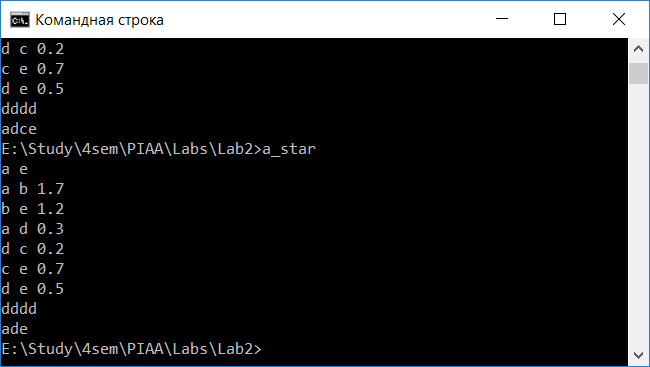 Командная строка
d c 0.2
c e 0.7
d e 0.5
dddd
adce
E:\Study\4sem\PIAA\Labs\Lab2>a_star
a e
a b 1.7
b e 1.2
a d 0.3
d c 0.2
c e 0.7
d e 0.5
dddd
ade
E:\Study\4sem\PIAA\Labs\Lab2>